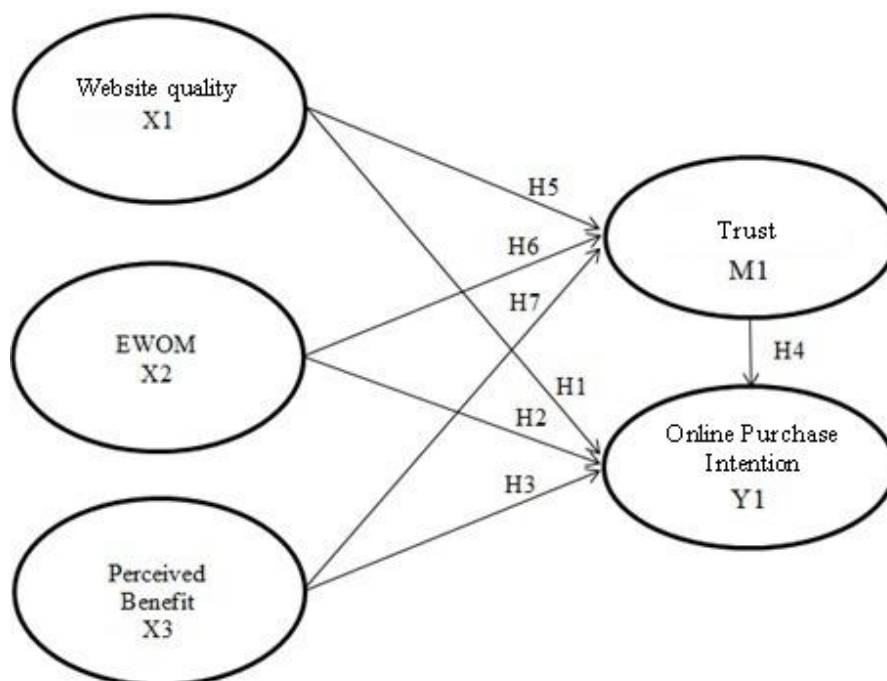 Website quality
X1
H5
Trust
M1
H6
H7
EWOM
X2
H4
H1
H2
Online Purchase
Intention
Y1
H3
Perceived
Benefit
X3